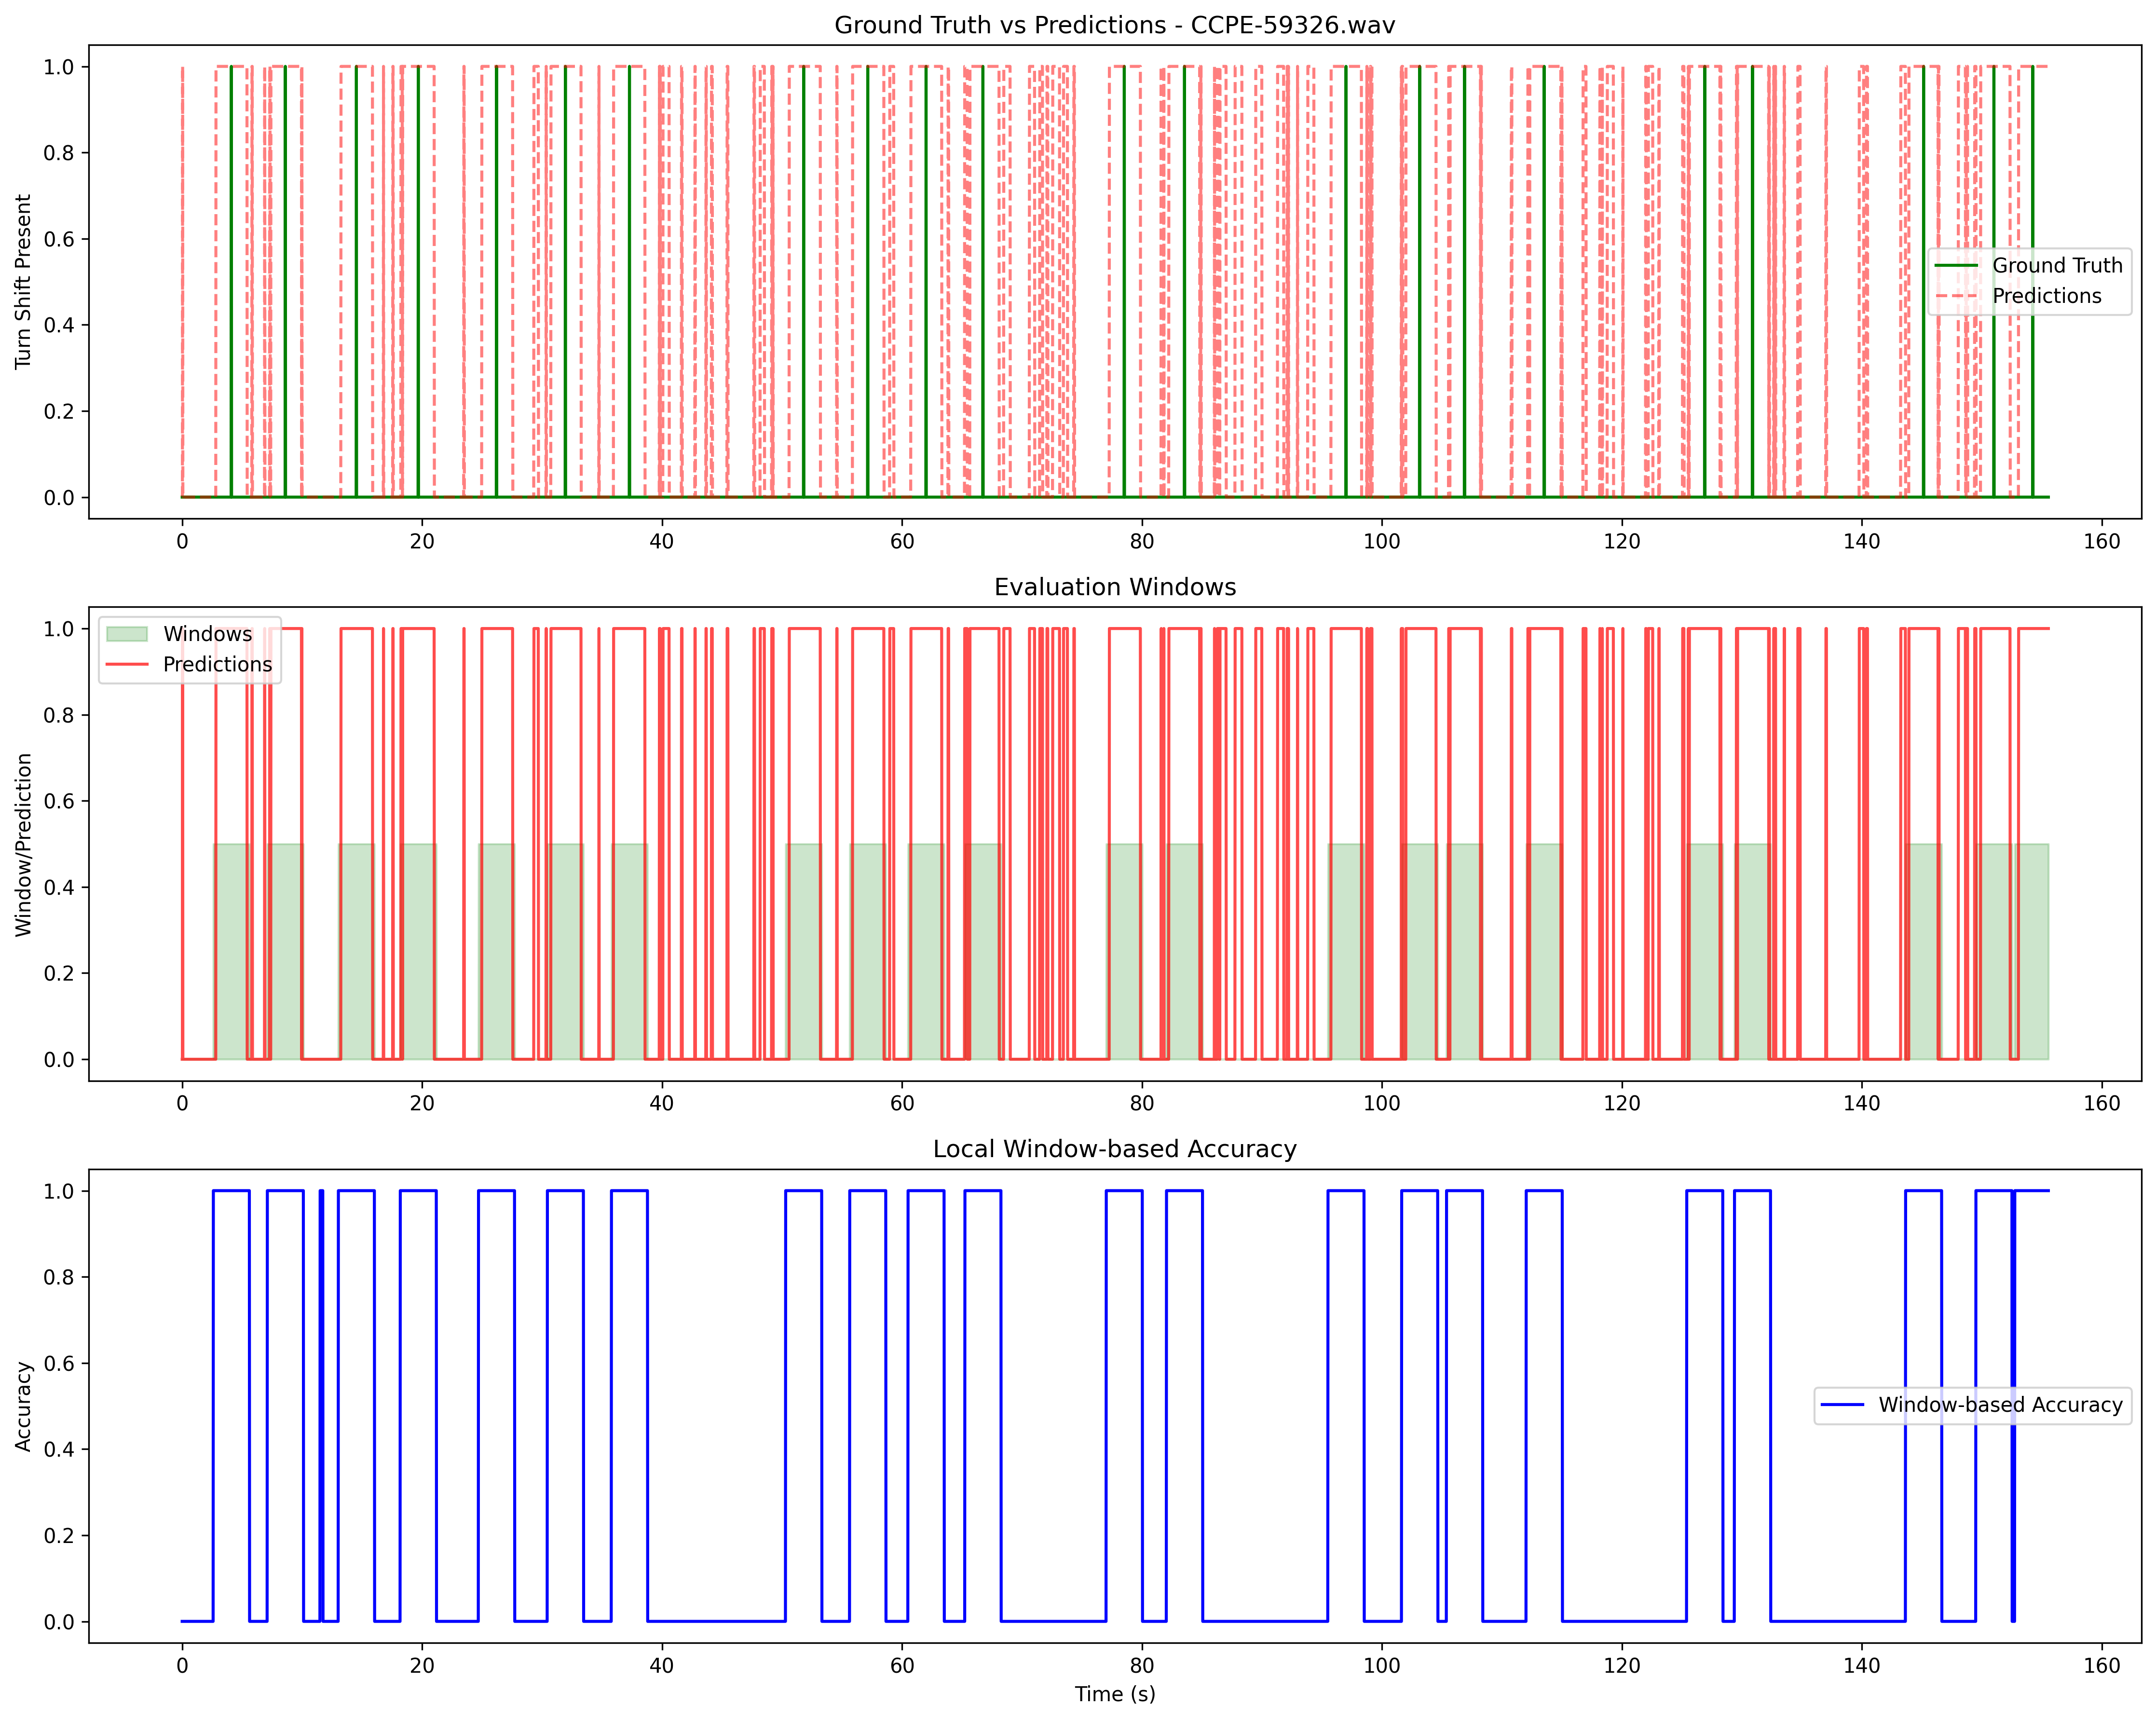 Ground Truth vs Predictions - CCPE-59326.wav
1.0
0.8
0.6
0.4
0.2
0.0
Turn Shift Present
Ground Truth
Predictions
0 20 40 60 80 100 120 140 160
Evaluation Windows
1.0
0.8
0.6
0.4
0.2
0.0
Window/Prediction
Windows
Predictions
0 20 40 60 80 100 120 140 160
Local Window-based Accuracy
1.0
0.8
0.6
0.4
0.2
0.0
Accuracy
Window-based Accuracy
0 20 40 60 80 100 120 140 160
Time (s)